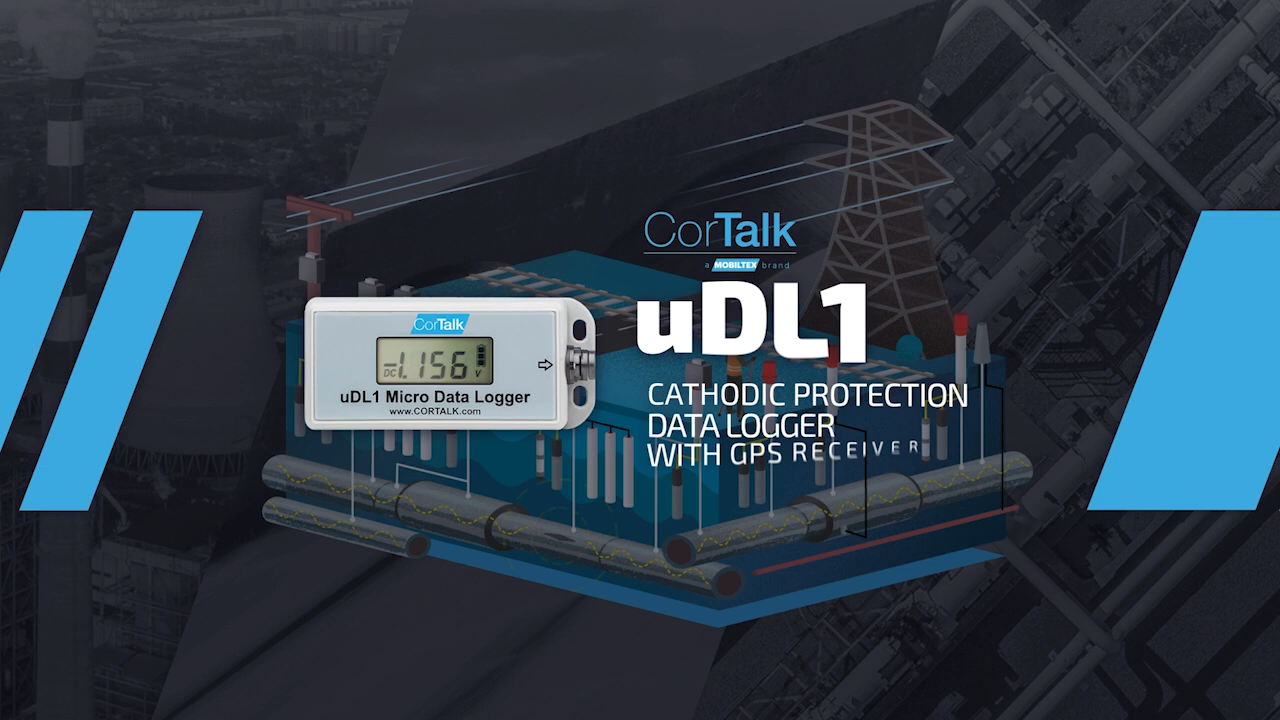 CorTalk
a MOBILTEX brand
uDL1
CATHODIC PROTECTION
DATA LOGGER
WITH GPS RECEIVER
CorTalk
DC -1.156 V
uDL1 Micro Data Logger
www.CORTALK.com